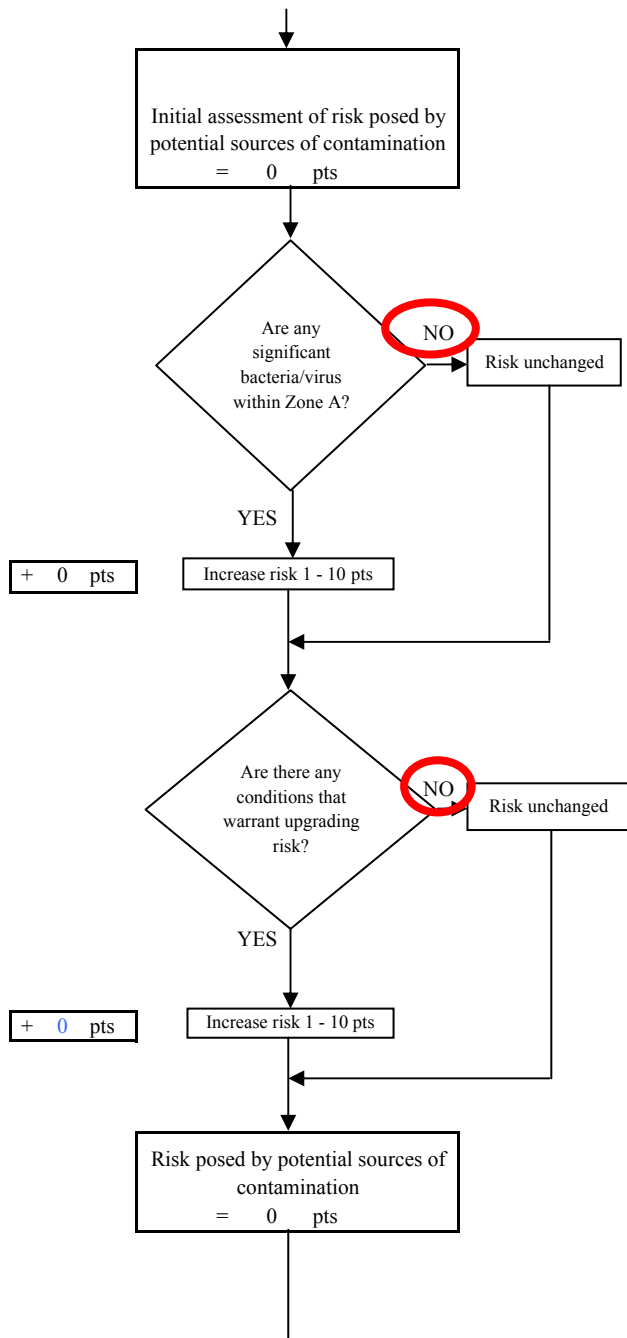 Initial assessment of risk posed by
potential sources of contamination
= 0 pts
Are any
significant
bacteria/virus
within Zone A?
NO
Risk unchanged
YES
+ 0 pts
Increase risk 1 - 10 pts
Are there any
conditions that
warrant upgrading
risk?
NO
Risk unchanged
YES
+ 0 pts
Increase risk 1 - 10 pts
Risk posed by potential sources of
contamination
= 0 pts